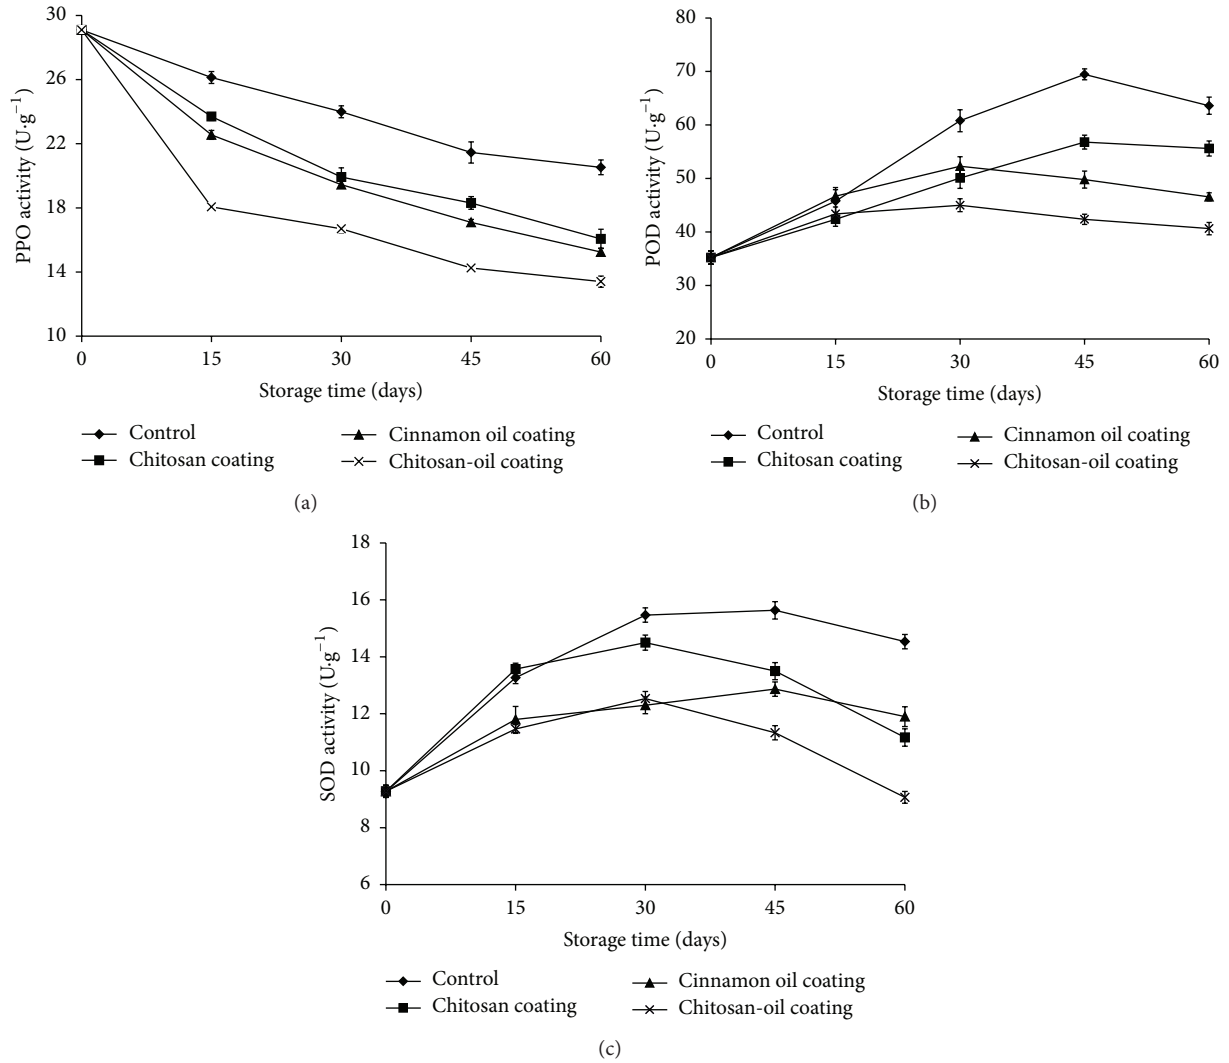 30
26
22
18
14
10
PPO activity (U·g⁻¹)
0 15 30 45 60
Storage time (days)
Control
Chitosan coating
Cinnamon oil coating
Chitosan-oil coating
(a)
80
70
60
50
40
30
20
POD activity (U·g⁻¹)
0 15 30 45 60
Storage time (days)
Control
Chitosan coating
Cinnamon oil coating
Chitosan-oil coating
(b)
18
16
14
12
10
8
6
SOD activity (U·g⁻¹)
0 15 30 45 60
Storage time (days)
Control
Chitosan coating
Cinnamon oil coating
Chitosan-oil coating
(c)